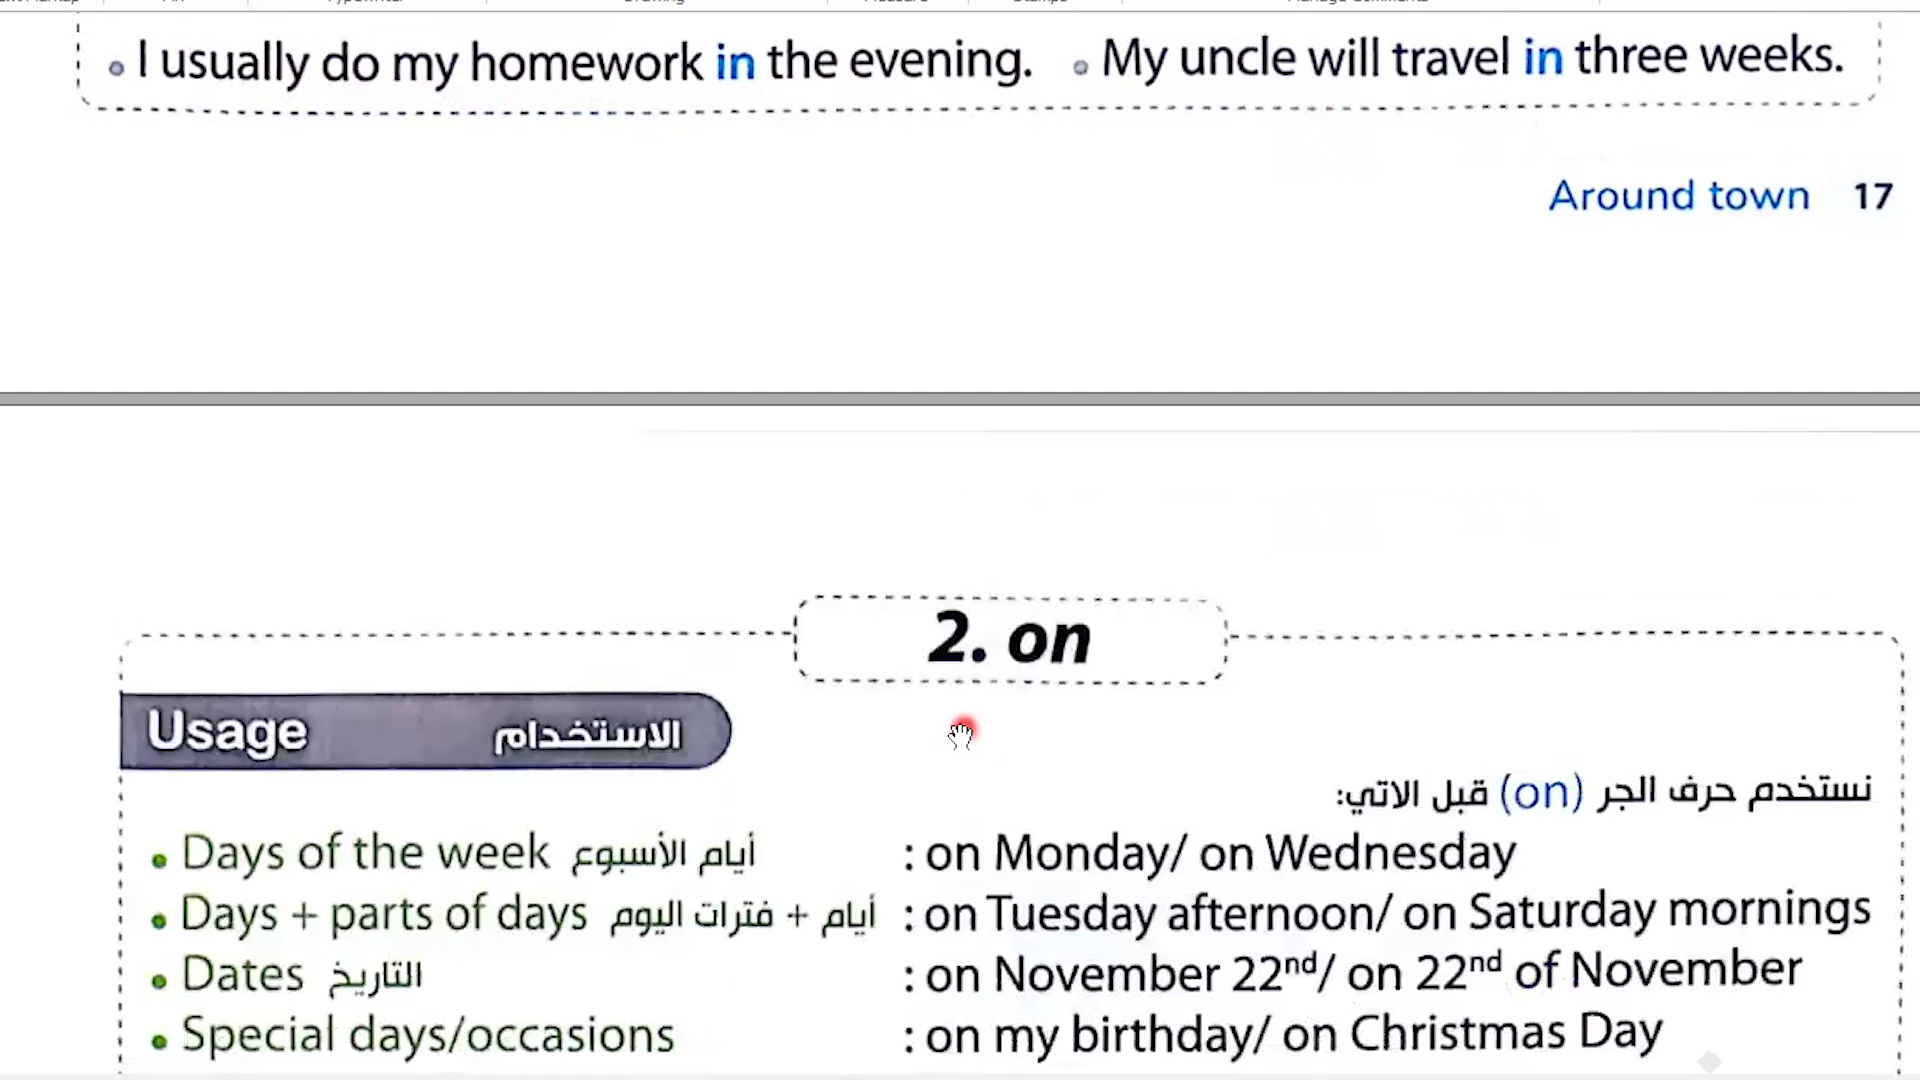 • I usually do my homework in the evening. • My uncle will travel in three weeks.
Around town 17
2. on
Usage الاستخدام
نستخدم حرف الجر (on) قبل الاتي:
• Days of the week أيام الأسبوع : on Monday/ on Wednesday
• Days + parts of days أيام + فترات اليوم : on Tuesday afternoon/ on Saturday mornings
• Dates التاريخ : on November 22nd/ on 22nd of November
• Special days/occasions : on my birthday/ on Christmas Day